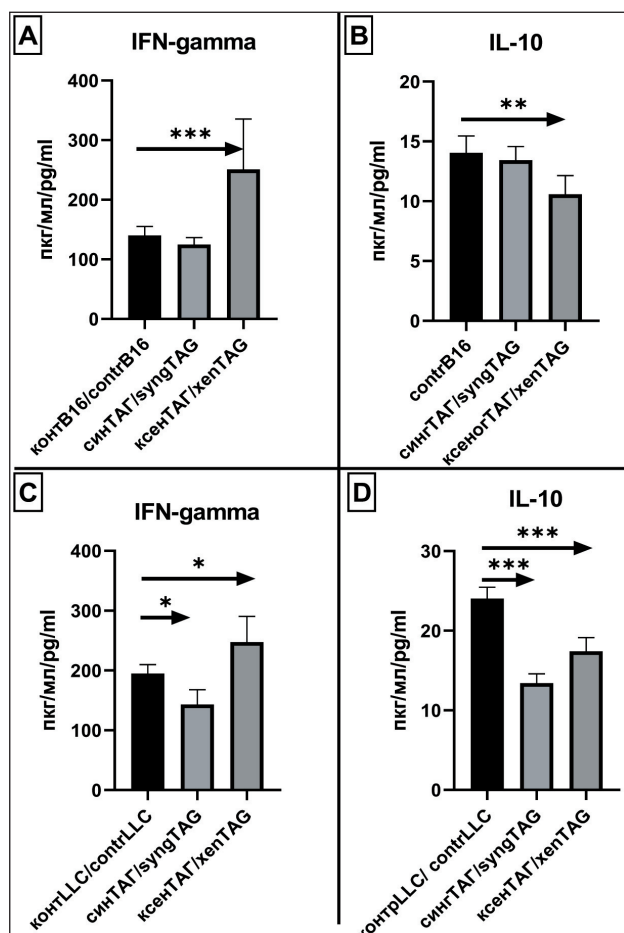 A
IFN-gamma
пкг/мл/pg/ml
400
300
200
100
0
***
контB16/contrB16
синТАГ/syngTAG
ксенТАГ/xenTAG
B
IL-10
пкг/мл/pg/ml
20
15
10
5
0
**
contrB16
сингТАГ/syngTAG
ксеногТАГ/xenTAG
C
IFN-gamma
пкг/мл/pg/ml
400
300
200
100
0
*
*
контLLC/contrLLC
синТАГ/syngTAG
ксенТАГ/xenTAG
D
IL-10
пкг/мл/pg/ml
30
20
10
0
***
***
контрLLC/ contrLLC
сингТАГ/syngTAG
ксенТАГ/xenTAG